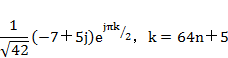 1/√42 (-7+5j)e^{jπk/2}, k = 64n+5